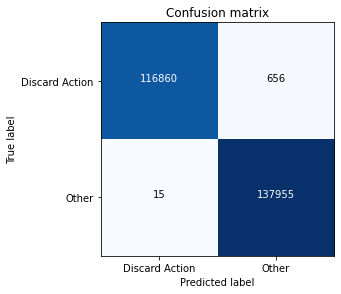 Confusion matrix
True label
Discard Action
116860
656
Other
15
137955
Discard Action
Other
Predicted label